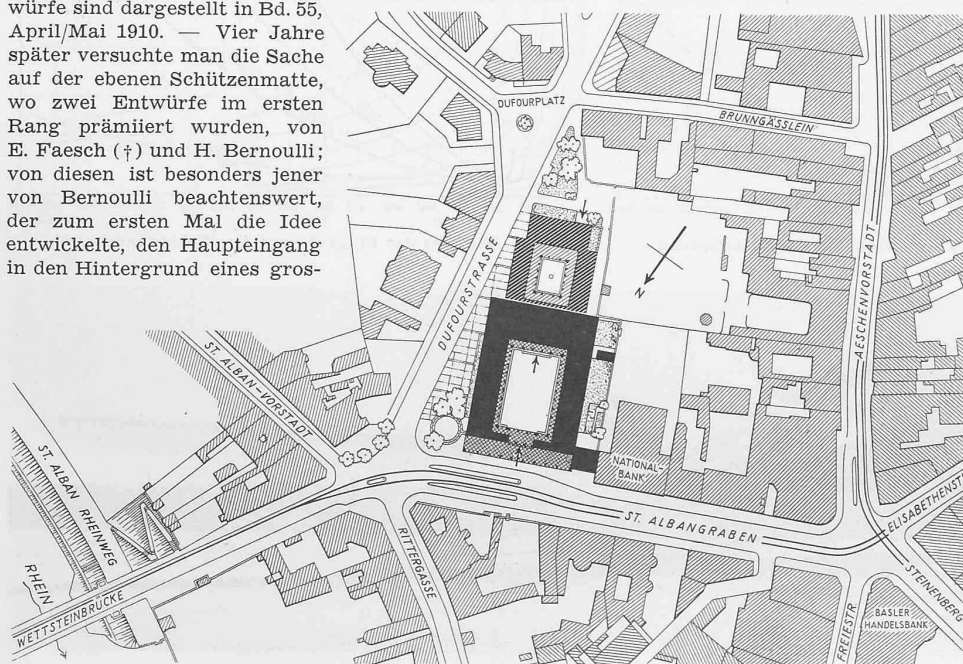 würfe sind dargestellt in Bd. 55,
April/Mai 1910. — Vier Jahre
später versuchte man die Sache
auf der ebenen Schützenmatte,
wo zwei Entwürfe im ersten
Rang prämiiert wurden, von
E. Faesch (†) und H. Bernoulli;
von diesen ist besonders jener
von Bernoulli beachtenswert,
der zum ersten Mal die Idee
entwickelte, den Haupteingang
in den Hintergrund eines gros-
DUFOURPLATZ
BRUNNGÄSSLEIN
DUFOURSTRASSE
N
AESCHENVORSTADT
ST. ALBAN-VORSTADT
ST. ALBAN RHEINWEG
RHEIN
WETTSTEINBRÜCKE
RITTERGASSE
NATIONAL-
BANK
ST. ALBANGRABEN
ELISABETHENST
STEINENBERG
FREIESTR.
BASLER
HANDELSBANK